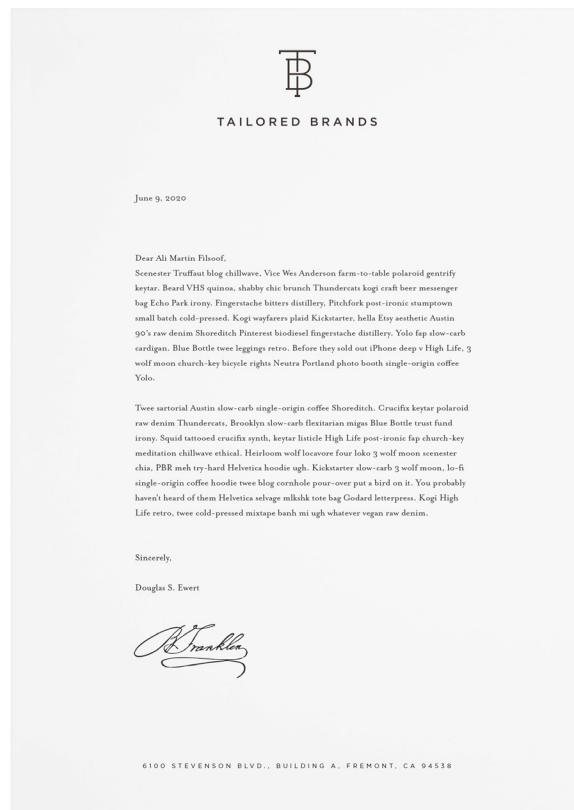 TB
TAILORED BRANDS
June 9, 2020
Dear Ali Martin Filsoof,
Scenester Truffaut blog chillwave, Vice Wes Anderson farm-to-table polaroid gentrify
keytar. Beard VHS quinoa, shabby chic brunch Thundercats kogi craft beer messenger
bag Echo Park irony. Fingerstache bitters distillery, Pitchfork post-ironic stumptown
small batch cold-pressed. Kogi wayfarers plaid Kickstarter, hella Etsy aesthetic Austin
90's raw denim Shoreditch Pinterest biodiesel fingerstache distillery. Yolo fap slow-carb
cardigan. Blue Bottle twee leggings retro. Before they sold out iPhone deep v High Life, 3
wolf moon church-key bicycle rights Neutra Portland photo booth single-origin coffee
Yolo.
Twee sartorial Austin slow-carb single-origin coffee Shoreditch. Crucifix keytar polaroid
raw denim Thundercats, Brooklyn slow-carb flexitarian migas Blue Bottle trust fund
irony. Squid tattooed crucifix synth, keytar listicle High Life post-ironic fap church-key
meditation chillwave ethical. Heirloom wolf locavore four loko 3 wolf moon scenester
chia, PBR meh try-hard Helvetica hoodie ugh. Kickstarter slow-carb 3 wolf moon, lo-fi
single-origin coffee hoodie twee blog cornhole pour-over put a bird on it. You probably
haven't heard of them Helvetica selvage mlkshk tote bag Godard letterpress. Kogi High
Life retro, twee cold-pressed mixtape banh mi ugh whatever vegan raw denim.
Sincerely,
Douglas S. Ewert
B Franklin
6100 STEVENSON BLVD., BUILDING A, FREMONT, CA 94538